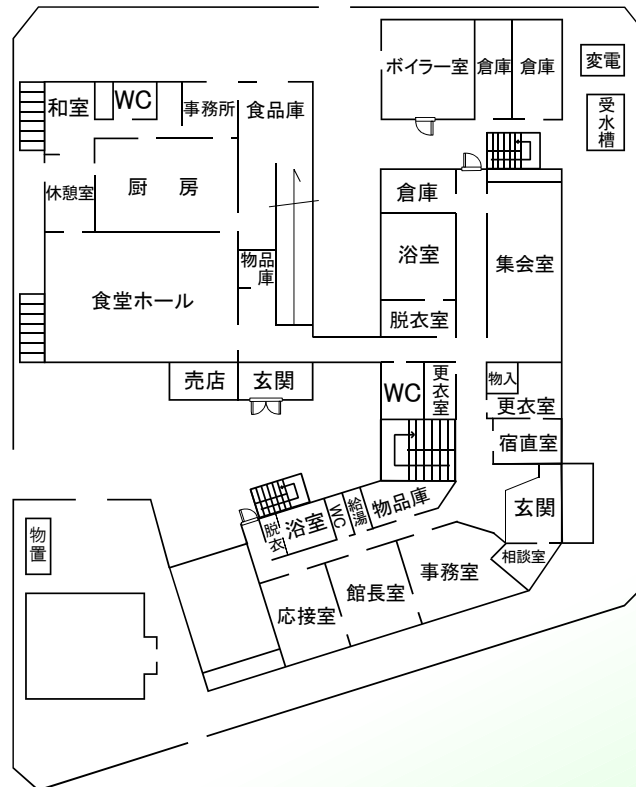 ボイラー室
倉庫
倉庫
変電
受水槽
和室
WC
事務所
食品庫
休憩室
厨房
倉庫
浴室
集会室
物品庫
食堂ホール
脱衣室
売店
玄関
WC
更衣室
物入
更衣室
宿直室
物品庫
給湯
WC
浴室
脱衣
玄関
物置
相談室
事務室
館長室
応接室